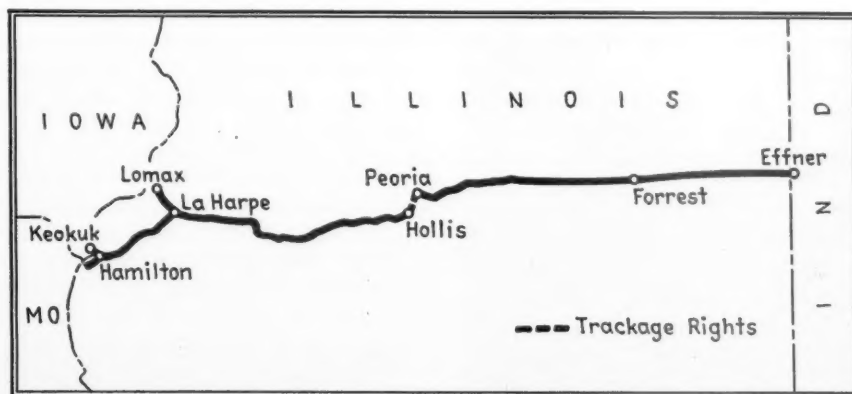 I L L I N O I S
I O W A
I N D
Effner
Lomax
Peoria
La Harpe
Forrest
Keokuk
Hollis
Hamilton
MO
Trackage Rights